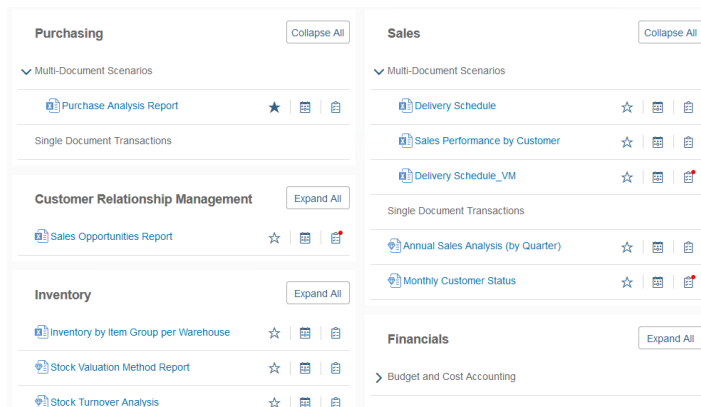 Purchasing
Collapse All
Multi-Document Scenarios
Purchase Analysis Report
Single Document Transactions
Customer Relationship Management
Expand All
Sales Opportunities Report
Inventory
Expand All
Inventory by Item Group per Warehouse
Stock Valuation Method Report
Stock Turnover Analysis
Sales
Collapse All
Multi-Document Scenarios
Delivery Schedule
Sales Performance by Customer
Delivery Schedule_VM
Single Document Transactions
Annual Sales Analysis (by Quarter)
Monthly Customer Status
Financials
Expand All
Budget and Cost Accounting